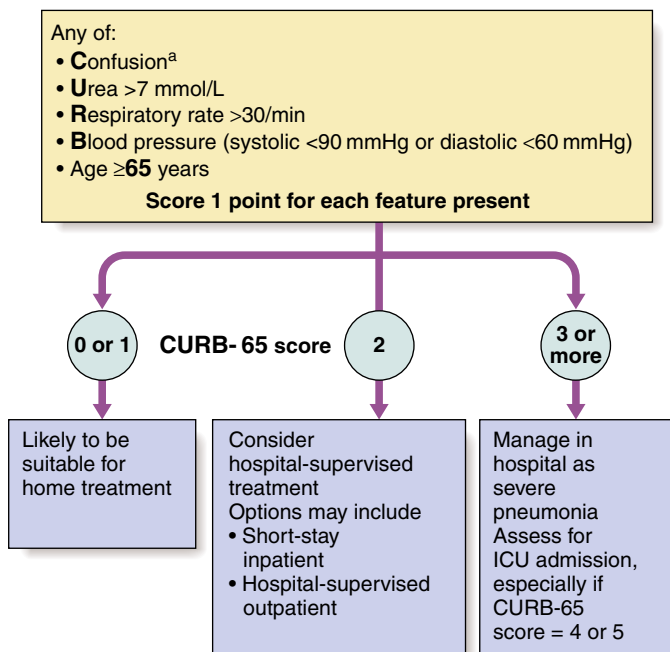 Any of:
• Confusionª
• Urea >7 mmol/L
• Respiratory rate >30/min
• Blood pressure (systolic <90 mmHg or diastolic <60 mmHg)
• Age ≥65 years
Score 1 point for each feature present
0 or 1
CURB- 65 score
2
3 or
more
Likely to be
suitable for
home treatment
Consider
hospital-supervised
treatment
Options may include
• Short-stay
inpatient
• Hospital-supervised
outpatient
Manage in
hospital as
severe
pneumonia
Assess for
ICU admission,
especially if
CURB-65
score = 4 or 5